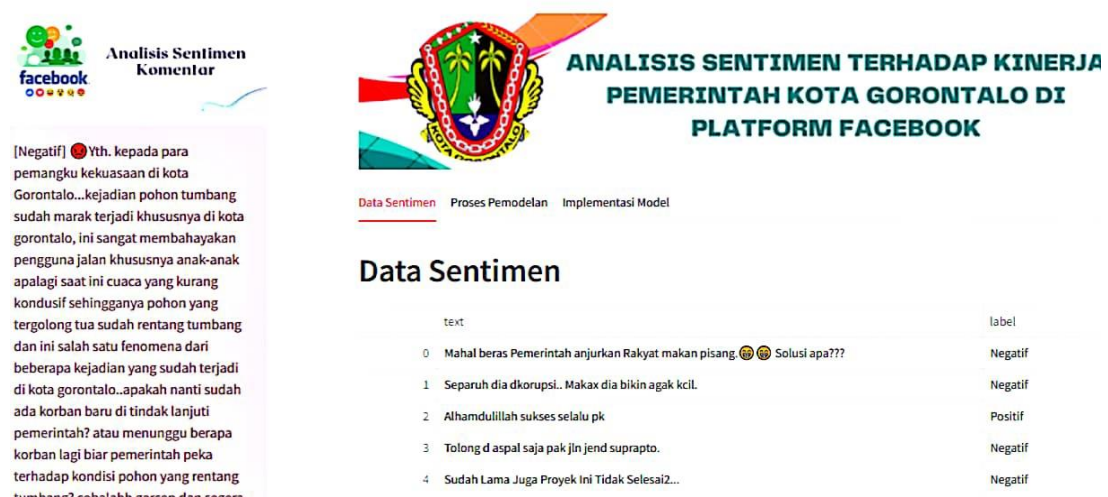 facebook
Analisis Sentimen
Komentar
[Negatif] 😡Yth. kepada para
pemangku kekuasaan di kota
Gorontalo...kejadian pohon tumbang
sudah marak terjadi khususnya di kota
gorontalo, ini sangat membahayakan
pengguna jalan khususnya anak-anak
apalagi saat ini cuaca yang kurang
kondusif sehingganya pohon yang
tergolong tua sudah rentang tumbang
dan ini salah satu fenomena dari
beberapa kejadian yang sudah terjadi
di kota gorontalo..apakah nanti sudah
ada korban baru di tindak lanjuti
pemerintah? atau menunggu berapa
korban lagi biar pemerintah peka
terhadap kondisi pohon yang rentang
KOTA GORONTALO
ANALISIS SENTIMEN TERHADAP KINERJA
PEMERINTAH KOTA GORONTALO DI
PLATFORM FACEBOOK
Data Sentimen Proses Pemodelan Implementasi Model
Data Sentimen
text label
0 Mahal beras Pemerintah anjurkan Rakyat makan pisang.😁😁 Solusi apa??? Negatif
1 Separuh dia dkorupsi.. Makax dia bikin agak kcil. Negatif
2 Alhamdulillah sukses selalu pk Positif
3 Tolong d aspal saja pak jln jend suprapto. Negatif
4 Sudah Lama Juga Proyek Ini Tidak Selesai2... Negatif